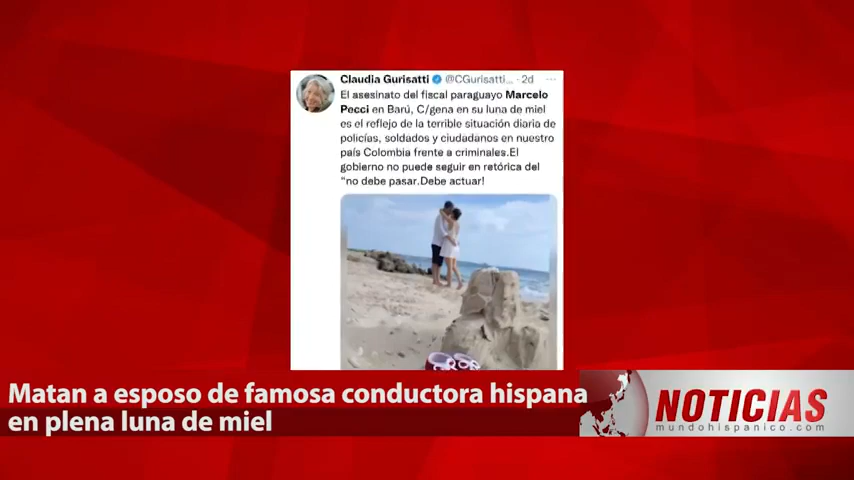 Claudia Gurisatti @CGurisatti... · 2d ...
El asesinato del fiscal paraguayo Marcelo
Pecci en Barú, C/gena en su luna de miel
es el reflejo de la terrible situación diaria de
policías, soldados y ciudadanos en nuestro
país Colombia frente a criminales.El
gobierno no puede seguir en retórica del
“no debe pasar.Debe actuar!
Matan a esposo de famosa conductora hispana
en plena luna de miel
NOTICIAS
mundohispanico.com